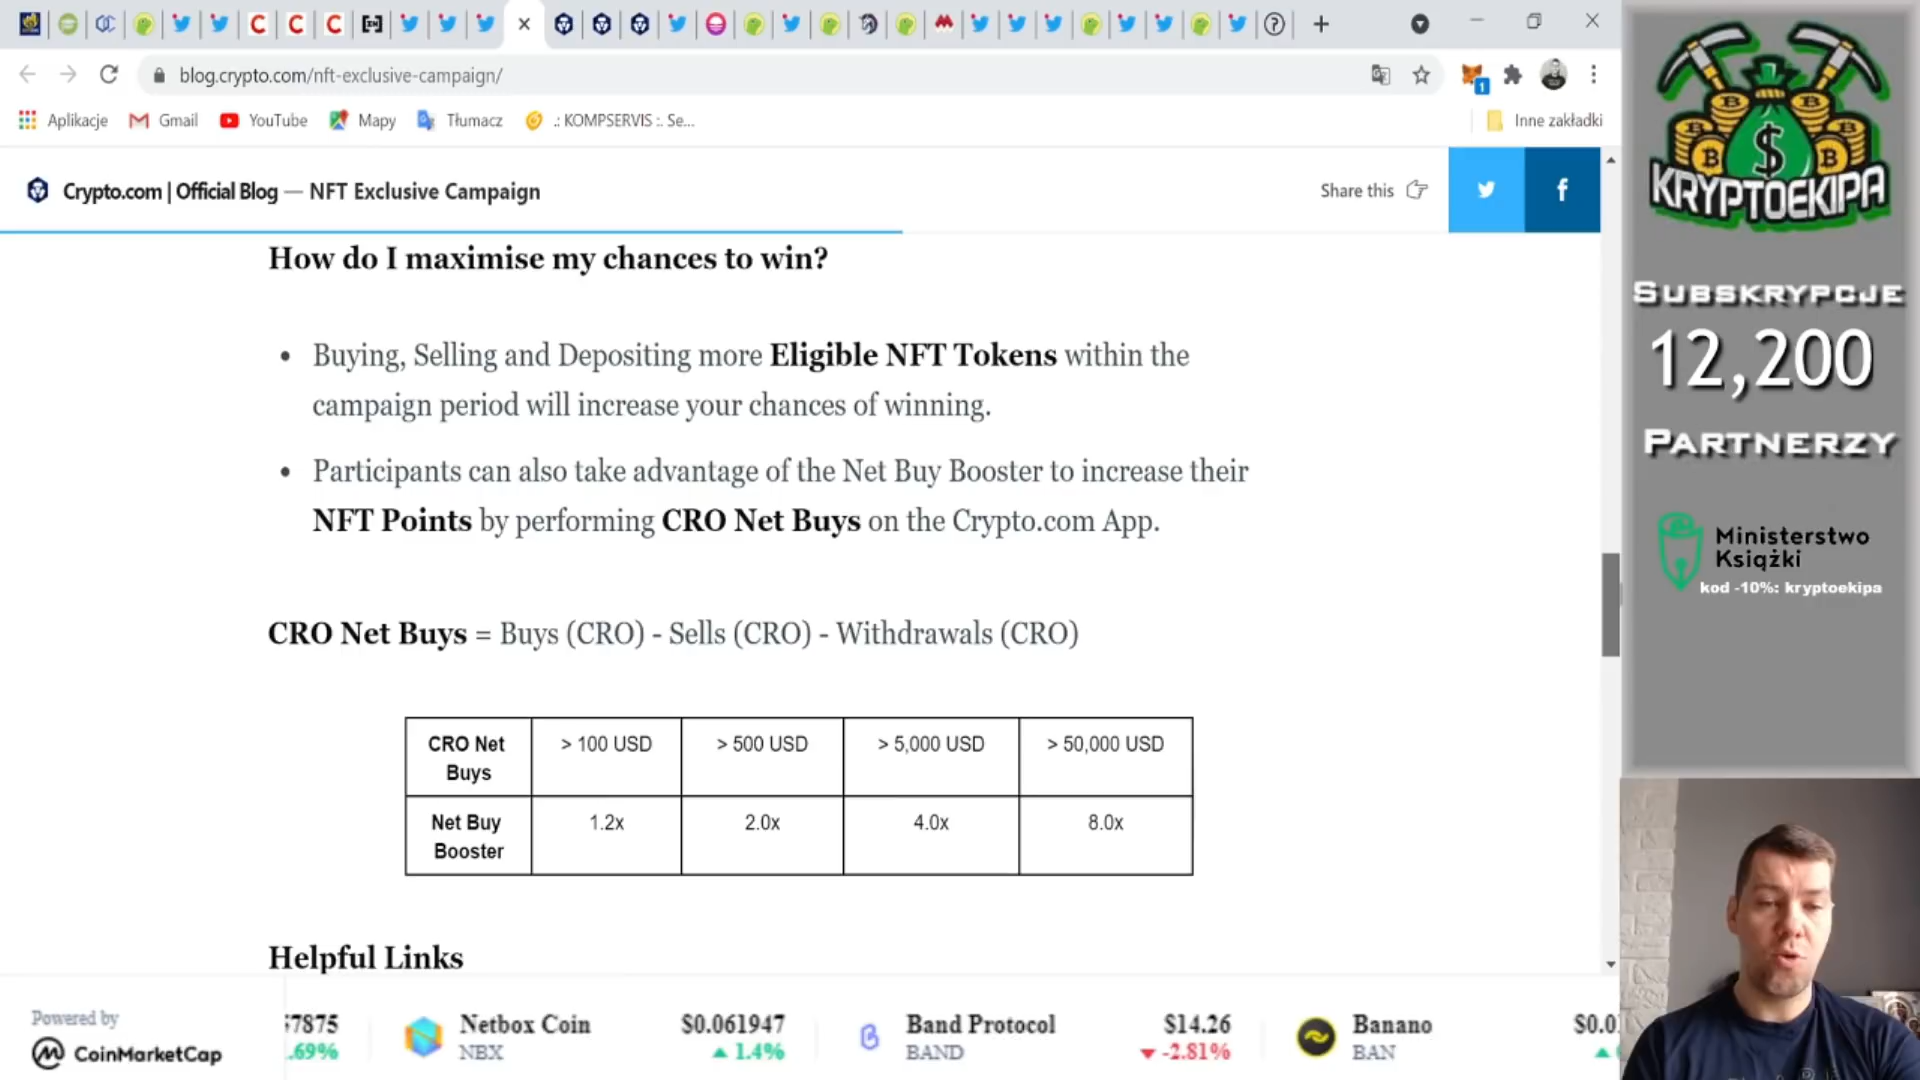 blog.crypto.com/nft-exclusive-campaign/
1
Aplikacje
Gmail
YouTube
Mapy
Tłumacz
.: KOMPSERVIS :. Se...
Inne zakładki
Crypto.com | Official Blog — NFT Exclusive Campaign
Share this
How do I maximise my chances to win?
• Buying, Selling and Depositing more Eligible NFT Tokens within the
campaign period will increase your chances of winning.
• Participants can also take advantage of the Net Buy Booster to increase their
NFT Points by performing CRO Net Buys on the Crypto.com App.
CRO Net Buys = Buys (CRO) - Sells (CRO) - Withdrawals (CRO)
CRO Net Buys > 100 USD > 500 USD > 5,000 USD > 50,000 USD
Net Buy Booster 1.2x 2.0x 4.0x 8.0x
Helpful Links
Powered by
CoinMarketCap
7875
.69%
Netbox Coin $0.061947
NBX 1.4%
Band Protocol $14.26
BAND -2.81%
Banano $0.0
BAN
KRYPTOEKIPA
SUBSKRYPCJE
12,200
PARTNERZY
Ministerstwo
Książki
kod -10%: kryptoekipa